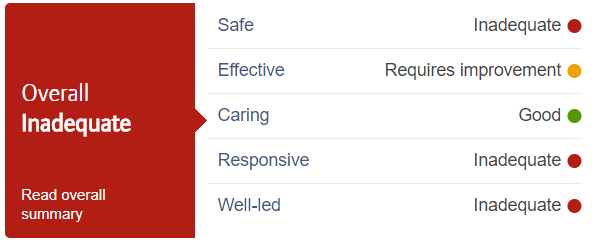 Overall
Inadequate
Read overall
summary
Safe Inadequate
Effective Requires improvement
Caring Good
Responsive Inadequate
Well-led Inadequate